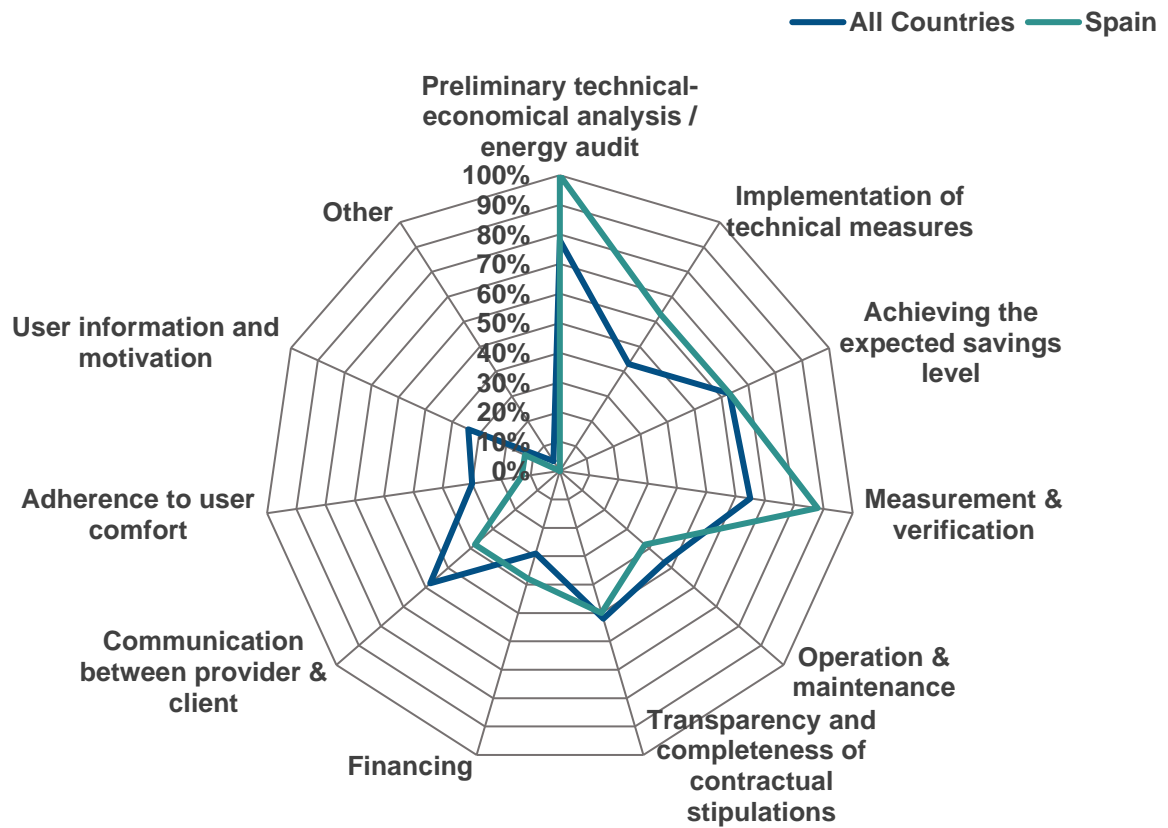 All Countries
Spain
Preliminary technical-
economical analysis /
energy audit
Implementation of
technical measures
Achieving the
expected savings
level
Measurement &
verification
Operation &
maintenance
Transparency and
completeness of
contractual
stipulations
Financing
Communication
between provider &
client
Adherence to user
comfort
User information and
motivation
Other
100%
90%
80%
70%
60%
50%
40%
30%
20%
10%
0%